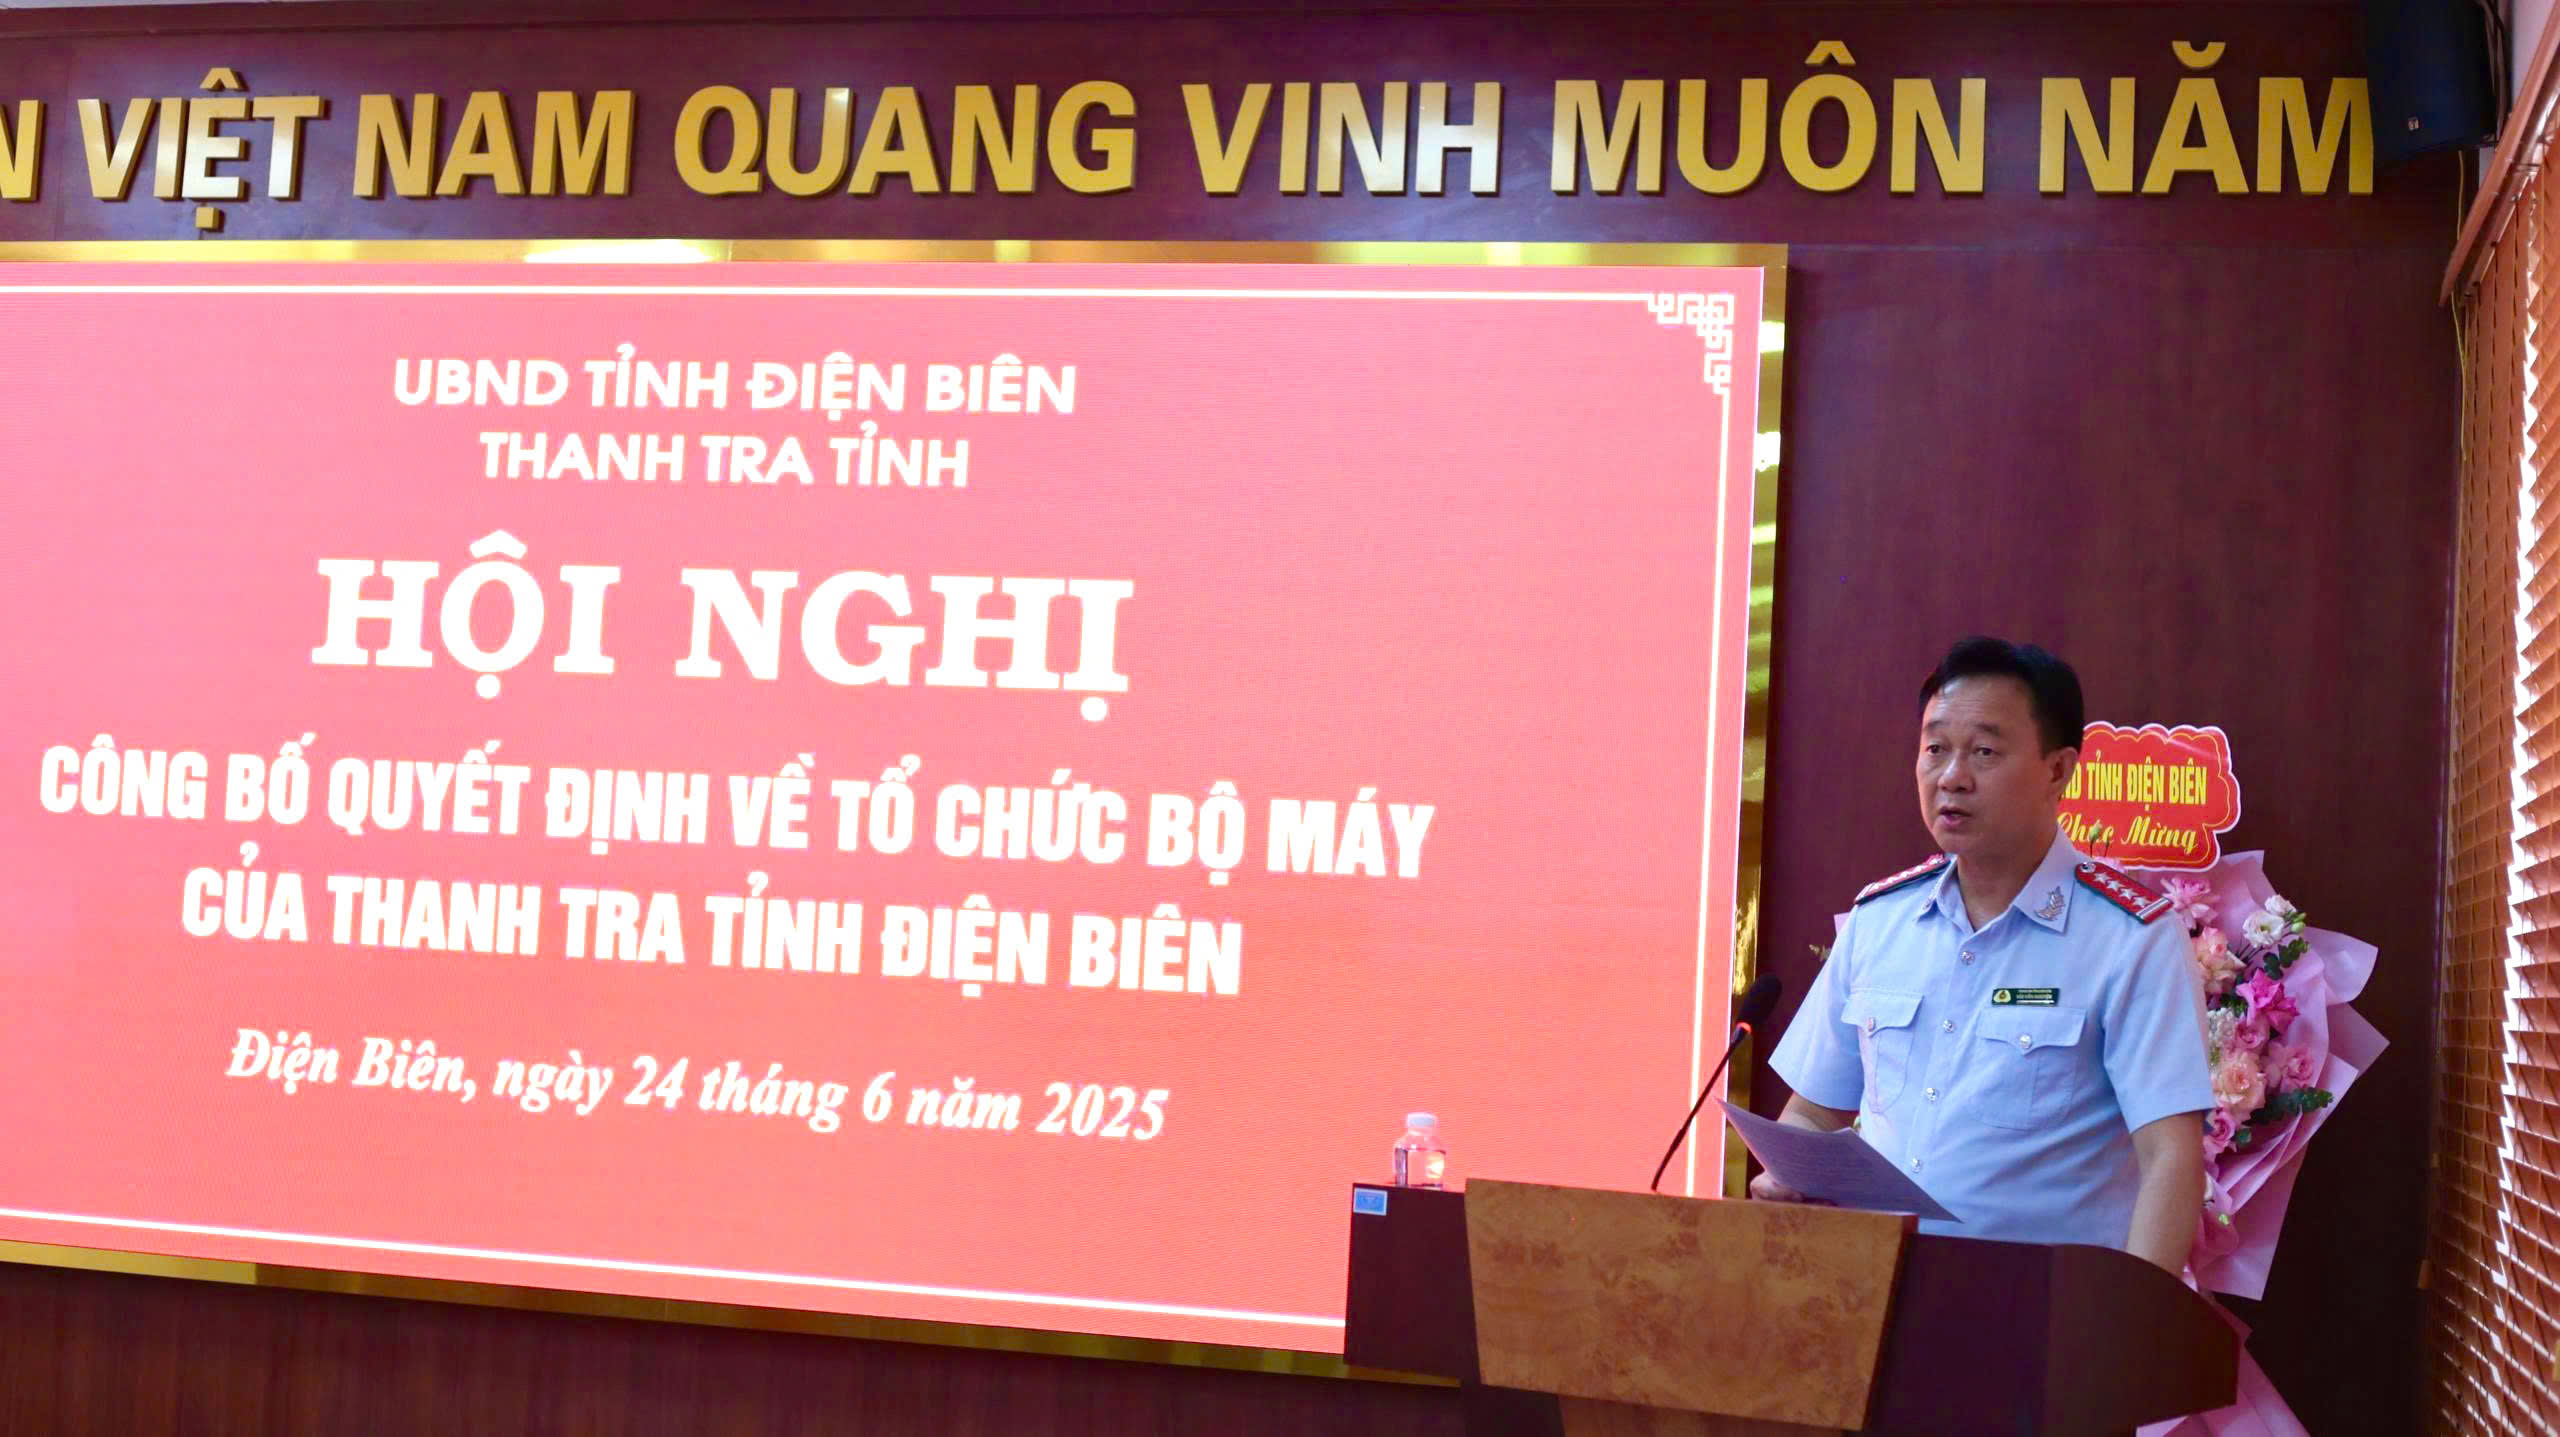 N VIỆT NAM QUANG VINH MUÔN NĂM
UBND TỈNH ĐIỆN BIÊN
THANH TRA TỈNH
HỘI NGHỊ
CÔNG BỐ QUYẾT ĐỊNH VỀ TỔ CHỨC BỘ MÁY
CỦA THANH TRA TỈNH ĐIỆN BIÊN
Điện Biên, ngày 24 tháng 6 năm 2025
ND TỈNH ĐIỆN BIÊN
Chúc Mừng